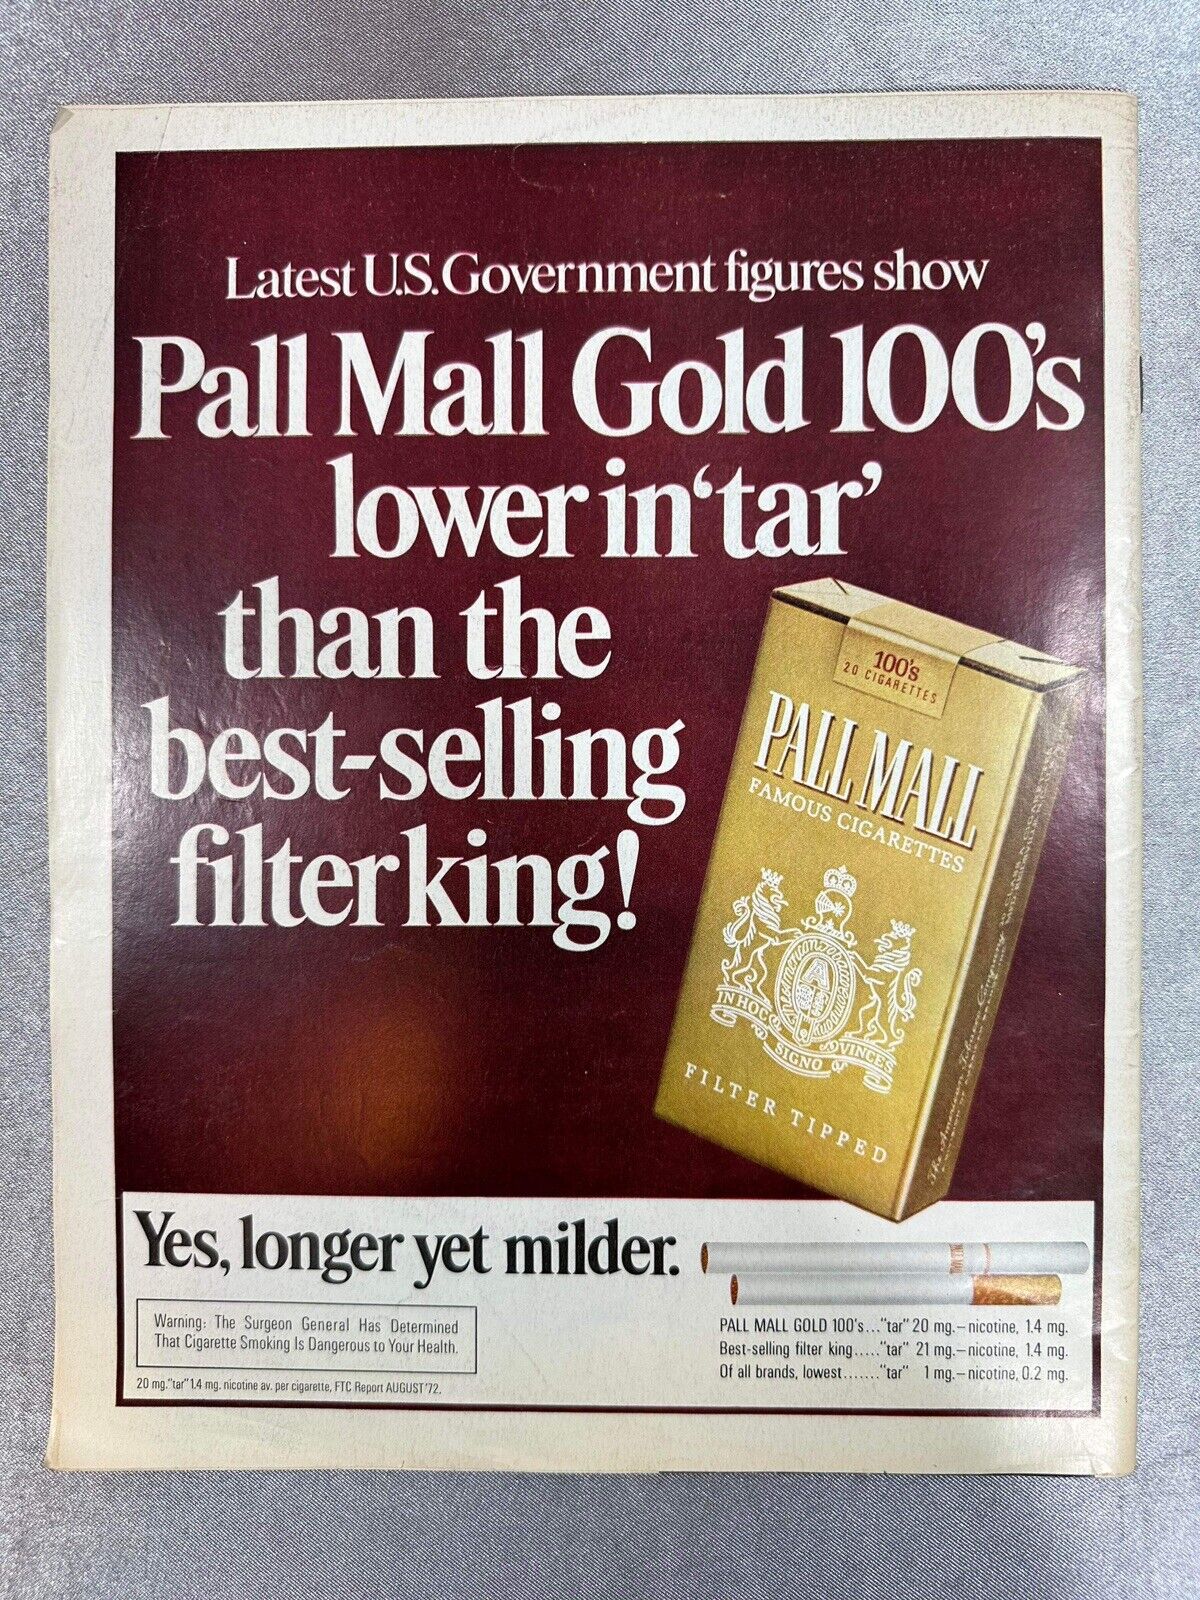 Latest U.S. Government figures show
Pall Mall Gold 100's
lower in 'tar'
than the
best-selling
filter king!
100's
20 CIGARETTES
PALL MALL
FAMOUS CIGARETTES
IN HOC
SIGNO
VINCES
FILTER TIPPED
The American Tobacco Company
Yes, longer yet milder.
Warning: The Surgeon General Has Determined
That Cigarette Smoking Is Dangerous to Your Health.
20 mg."tar"1.4 mg. nicotine av. per cigarette, FTC Report AUGUST '72.
PALL MALL GOLD 100's..."tar" 20 mg.–nicotine, 1.4 mg.
Best-selling filter king....."tar" 21 mg.–nicotine, 1.4 mg.
Of all brands, lowest......."tar" 1 mg.–nicotine, 0.2 mg.